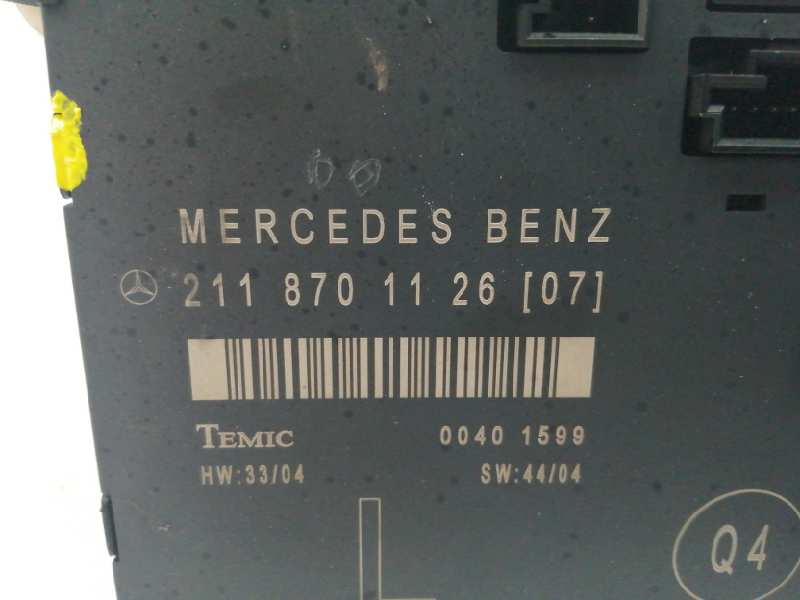 MERCEDES BENZ
211 870 11 26 [07]
TEMIC 0040 1599
HW:33/04 SW:44/04
L
Q4